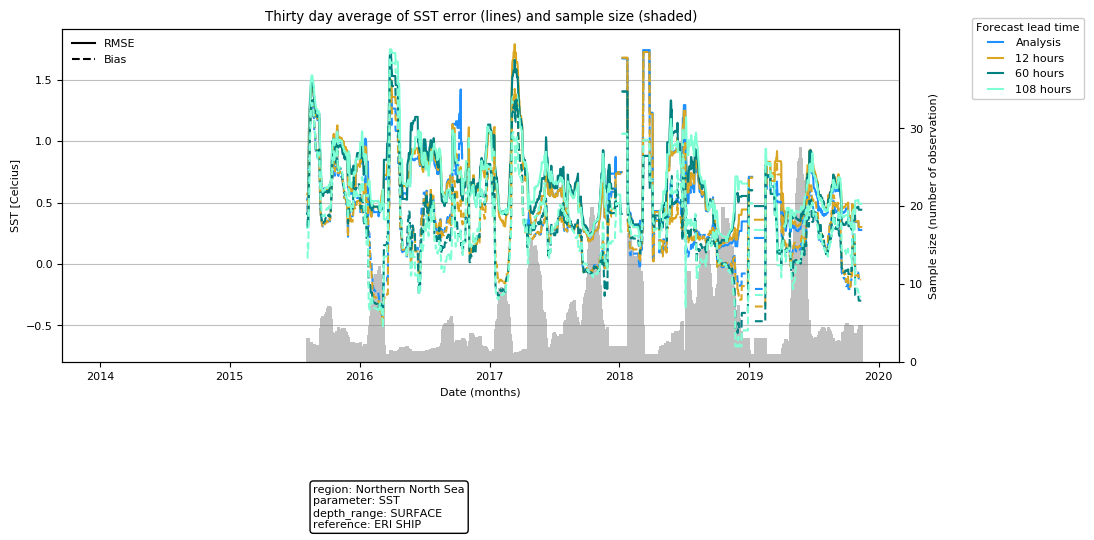 Thirty day average of SST error (lines) and sample size (shaded)
RMSE
Bias
Forecast lead time
Analysis
12 hours
60 hours
108 hours
SST [Celcius]
1.5
1.0
0.5
0.0
−0.5
Sample size (number of observation)
30
20
10
0
2014
2015
2016
2017
2018
2019
2020
Date (months)
region: Northern North Sea
parameter: SST
depth_range: SURFACE
reference: ERI SHIP